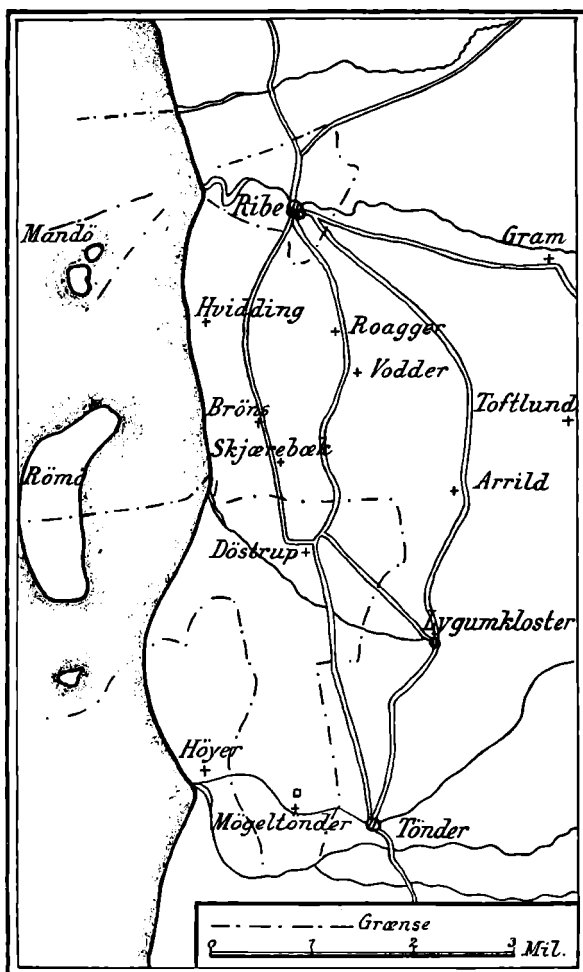 Ribe
Mandö
Gram
Hvidding
Roagger
Vodder
Bröns
Toftlund
Skjærebæk
Römö
Arrild
Döstrup
Lygumkloster
Höyer
Mögeltönder
Tönder
Grænse
0 1 2 3 Mil.